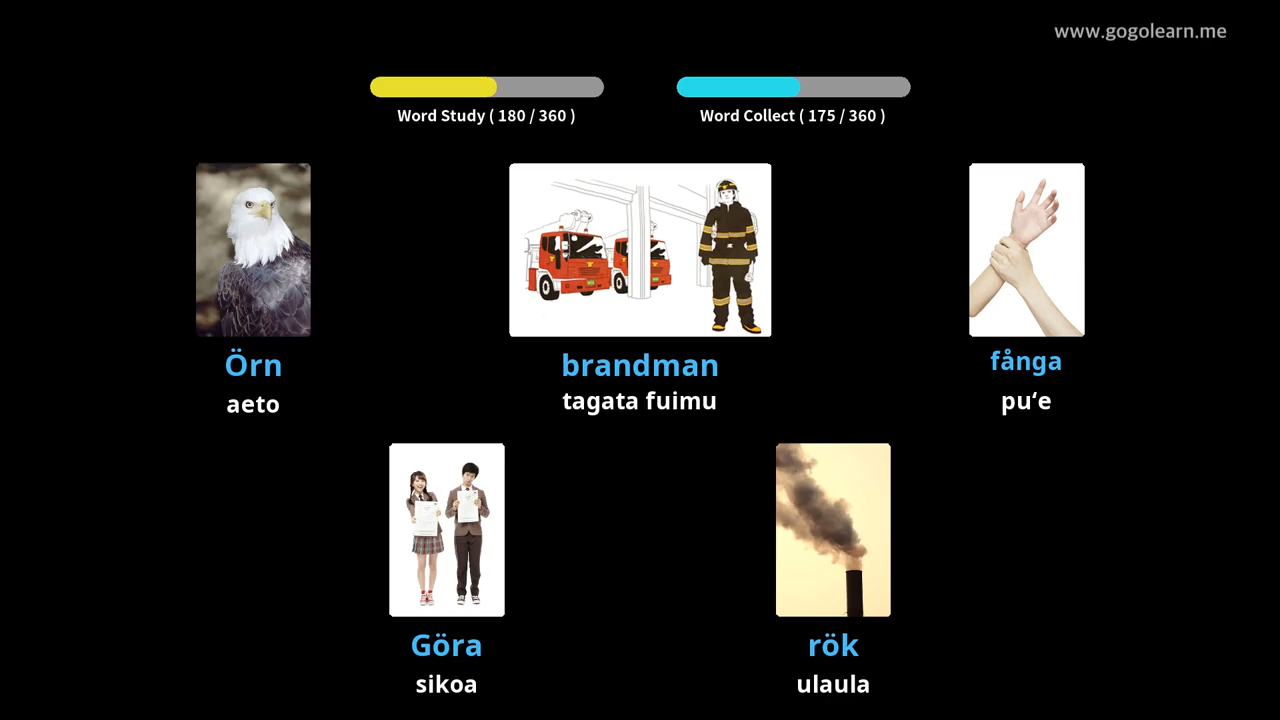 www.gogolearn.me
Word Study ( 180 / 360 )
Word Collect ( 175 / 360 )
Örn
aeto
brandman
tagata fuimu
fånga
puʻe
Göra
sikoa
rök
ulaula